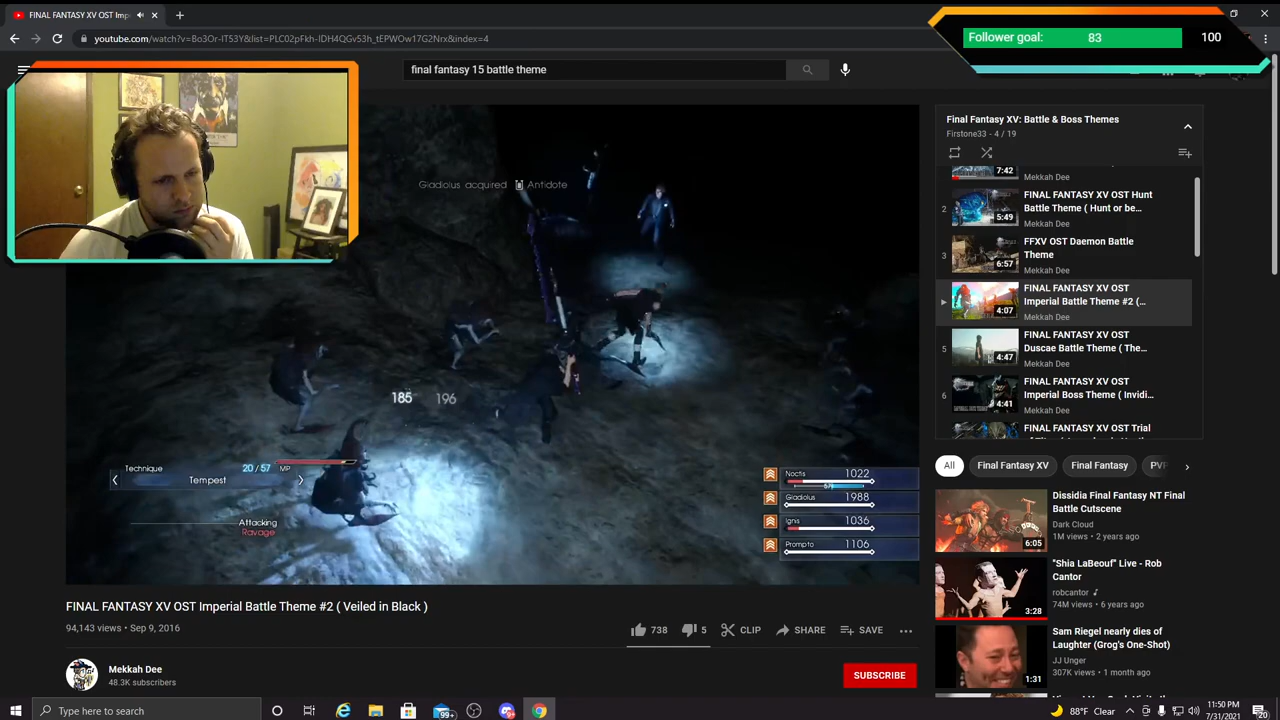 FINAL FANTASY XV OST Imp
Follower goal: 83 100
youtube.com/watch?v=Bo3Or-IT53Y&list=PLC02pFkh-IDH4QGv53h_tEPWOw17G2Nrx&index=4
final fantasy 15 battle theme
Gladiolus acquired Antidote
185 196
Technique 20/57 MP
Tempest
Attacking
Ravage
Noctis 1022
Gladiolus 1988
Ignis 1036
Prompto 1106
FINAL FANTASY XV OST Imperial Battle Theme #2 ( Veiled in Black )
94,143 views • Sep 9, 2016
738 5 CLIP SHARE SAVE
Mekkah Dee
48.3K subscribers
SUBSCRIBE
Final Fantasy XV: Battle & Boss Themes
Firstone33 - 4 / 19
7:42
Mekkah Dee
2
FINAL FANTASY XV OST Hunt
Battle Theme ( Hunt or be...
5:49
Mekkah Dee
3
FFXV OST Daemon Battle
Theme
6:57
Mekkah Dee
FINAL FANTASY XV OST
Imperial Battle Theme #2 (...
4:07
Mekkah Dee
5
FINAL FANTASY XV OST
Duscae Battle Theme ( The...
4:47
Mekkah Dee
6
FINAL FANTASY XV OST
Imperial Boss Theme ( Invidi...
4:41
Mekkah Dee
FINAL FANTASY XV OST Trial
All Final Fantasy XV Final Fantasy
Dissidia Final Fantasy NT Final
Battle Cutscene
Dark Cloud
1M views • 2 years ago
6:05
"Shia LaBeouf" Live - Rob
Cantor
robcantor
74M views • 6 years ago
3:28
Sam Riegel nearly dies of
Laughter (Grog's One-Shot)
JJ Unger
307K views • 1 month ago
1:31
Type here to search
99+
88°F Clear
11:50 PM
7/31/2021